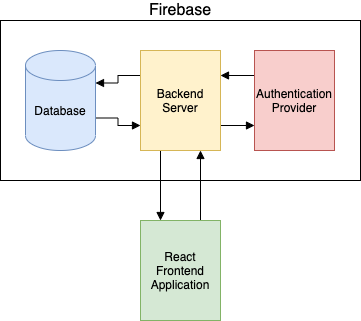 Firebase
Database
Backend
Server
Authentication
Provider
React
Frontend
Application